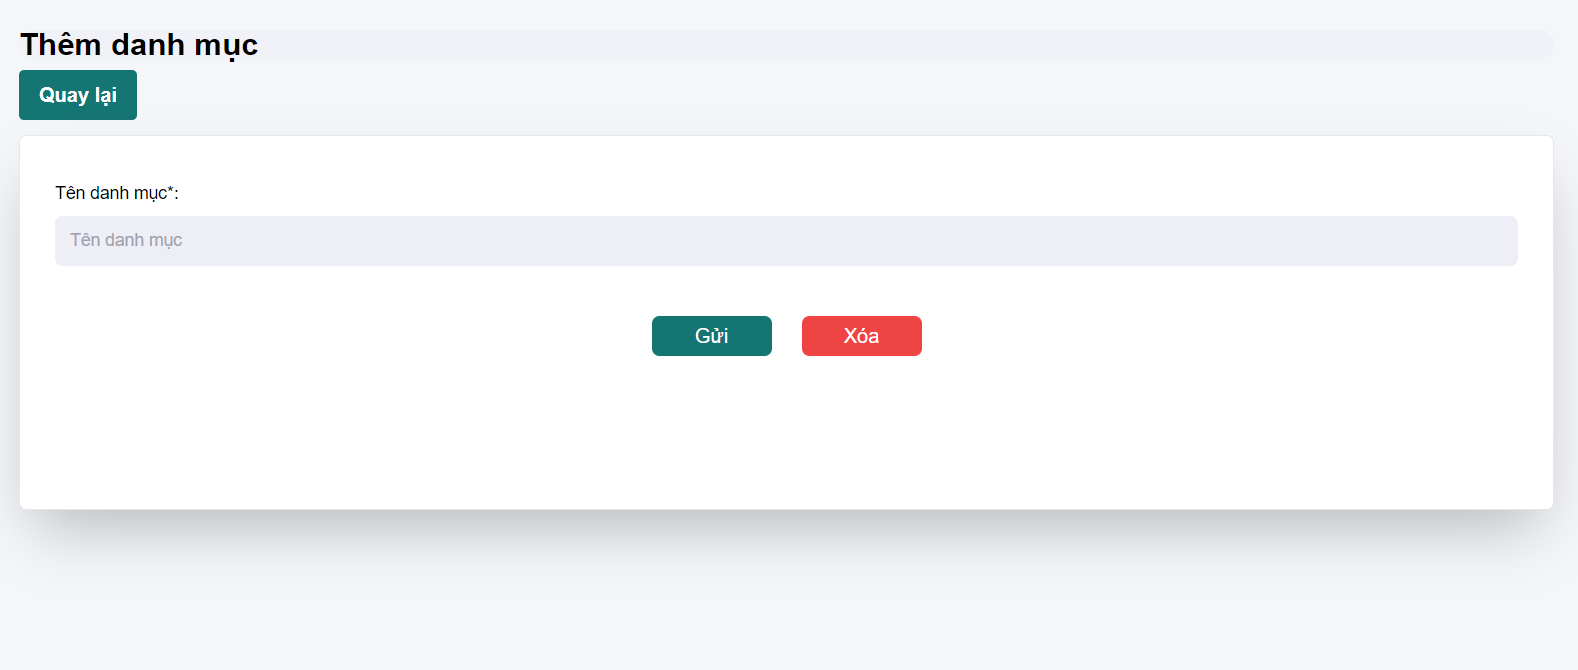 Thêm danh mục
Quay lại
Tên danh mục*:
Tên danh mục
Gửi
Xóa